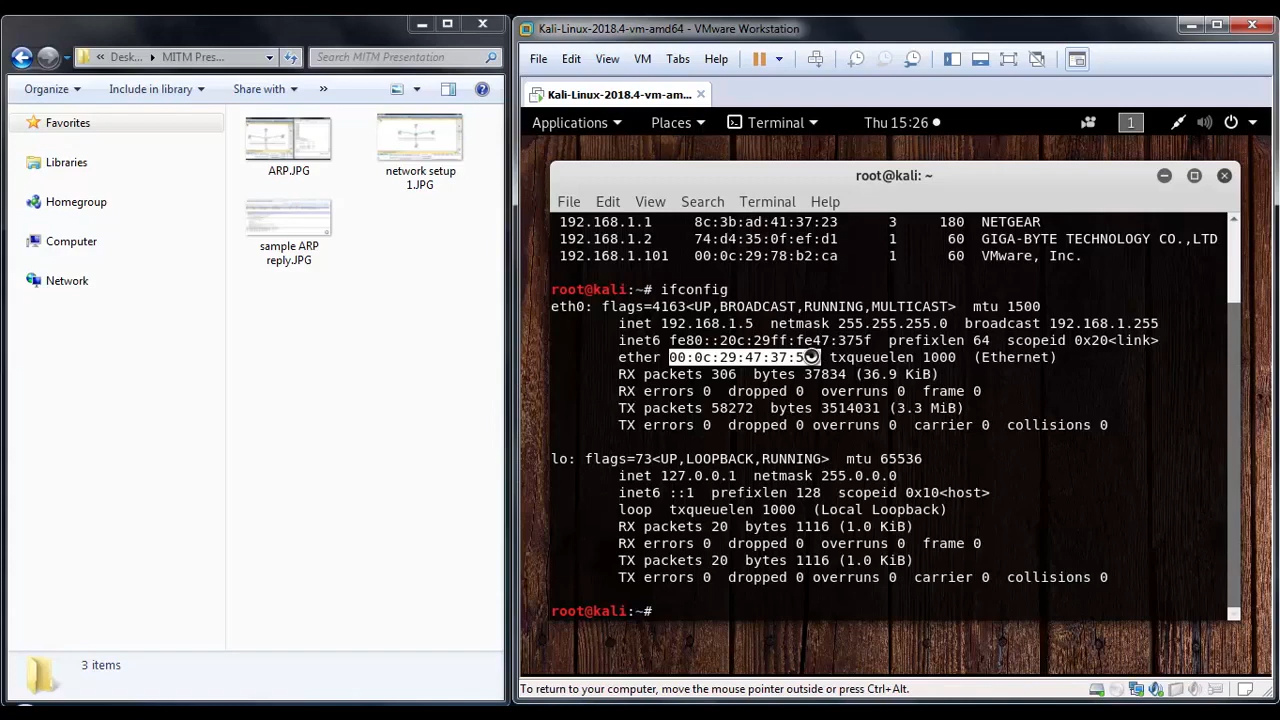 Desk...
MITM Pres...
Search MITM Presentation
Organize
Include in library
Share with
»
Favorites
Libraries
Homegroup
Computer
Network
ARP.JPG
network setup
1.JPG
sample ARP
reply.JPG
3 items
Kali-Linux-2018.4-vm-amd64 - VMware Workstation
File Edit View VM Tabs Help
Kali-Linux-2018.4-vm-am...
Applications Places Terminal Thu 15:26 1
root@kali: ~
File Edit View Search Terminal Help
192.168.1.1 8c:3b:ad:41:37:23 3 180 NETGEAR
192.168.1.2 74:d4:35:0f:ef:d1 1 60 GIGA-BYTE TECHNOLOGY CO.,LTD
192.168.1.101 00:0c:29:78:b2:ca 1 60 VMware, Inc.
root@kali:~# ifconfig
eth0: flags=4163<UP,BROADCAST,RUNNING,MULTICAST> mtu 1500
inet 192.168.1.5 netmask 255.255.255.0 broadcast 192.168.1.255
inet6 fe80::20c:29ff:fe47:375f prefixlen 64 scopeid 0x20<link>
ether txqueuelen 1000 (Ethernet)
RX packets 306 bytes 37834 (36.9 KiB)
RX errors 0 dropped 0 overruns 0 frame 0
TX packets 58272 bytes 3514031 (3.3 MiB)
TX errors 0 dropped 0 overruns 0 carrier 0 collisions 0
lo: flags=73<UP,LOOPBACK,RUNNING> mtu 65536
inet 127.0.0.1 netmask 255.0.0.0
inet6 ::1 prefixlen 128 scopeid 0x10<host>
loop txqueuelen 1000 (Local Loopback)
RX packets 20 bytes 1116 (1.0 KiB)
RX errors 0 dropped 0 overruns 0 frame 0
TX packets 20 bytes 1116 (1.0 KiB)
TX errors 0 dropped 0 overruns 0 carrier 0 collisions 0
root@kali:~#
To return to your computer, move the mouse pointer outside or press Ctrl+Alt.